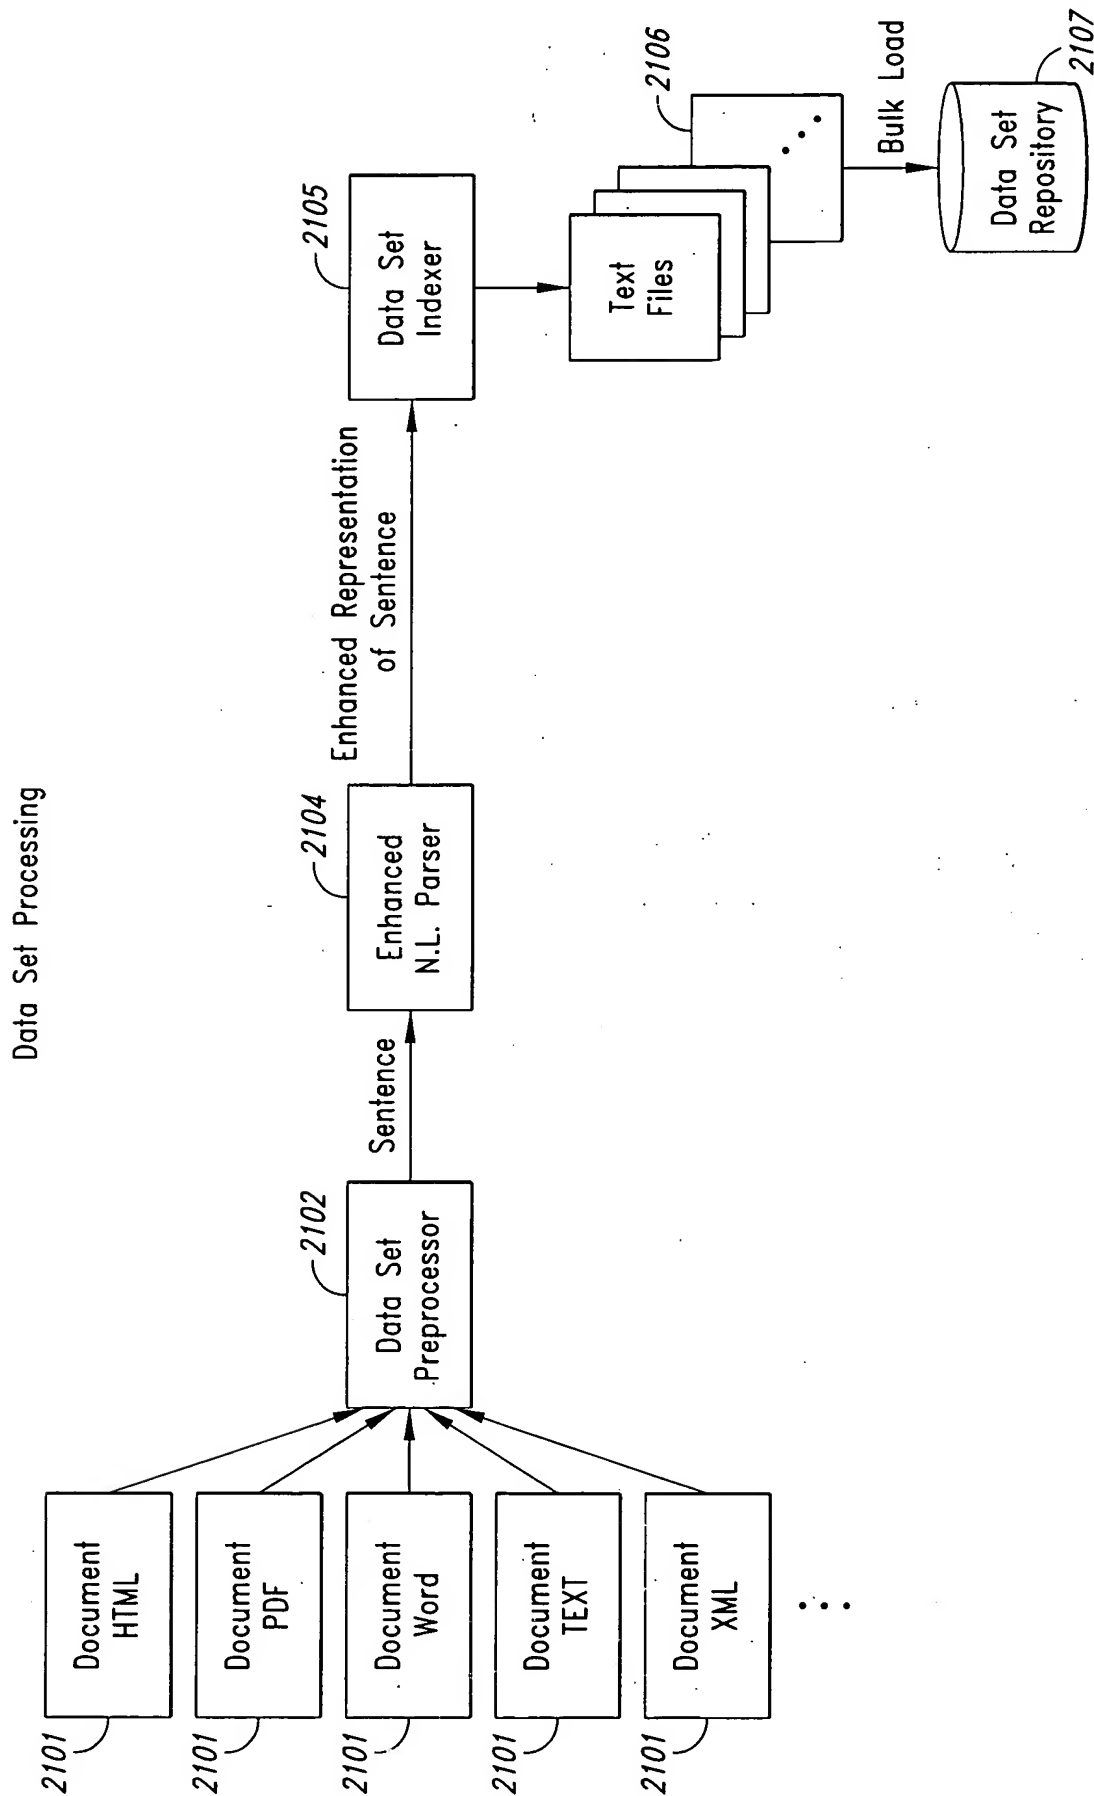 Data Set Processing
2101
Document
HTML
2101
Document
PDF
2101
Document
Word
2101
Document
TEXT
2101
Document
XML
2102
Data Set
Preprocessor
Sentence
2104
Enhanced
N.L. Parser
Enhanced Representation
of Sentence
2105
Data Set
Indexer
Text
Files
2106
Bulk Load
Data Set
Repository
2107